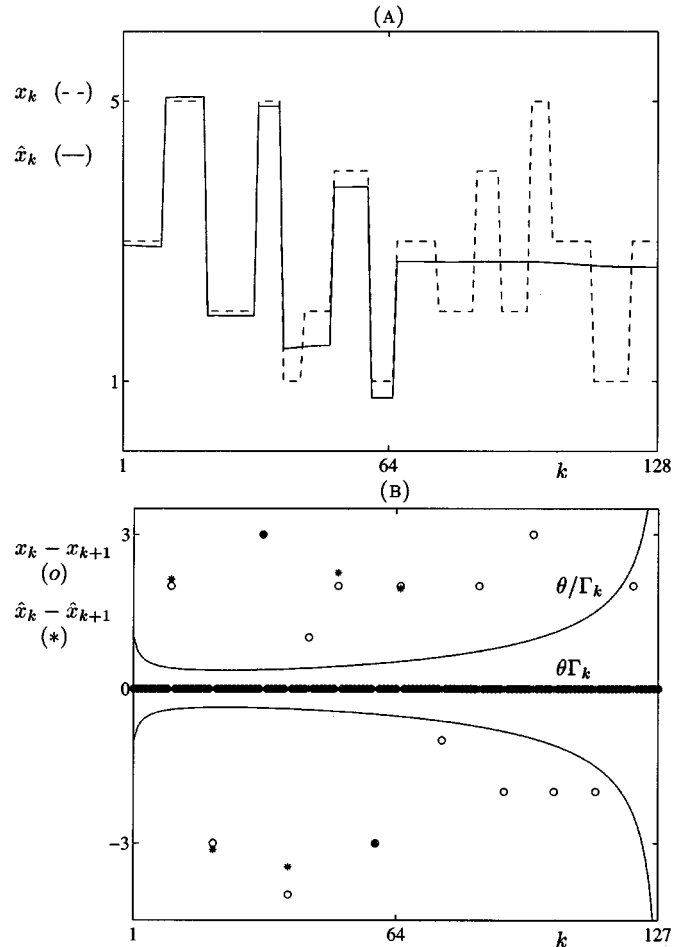 (A)
x_k (- -)
x̂_k (—)
5
1
1
64
k
128
(B)
x_k − x_{k+1}
(o)
x̂_k − x̂_{k+1}
(*)
3
0
−3
θ/Γ_k
θΓ_k
1
64
k
127